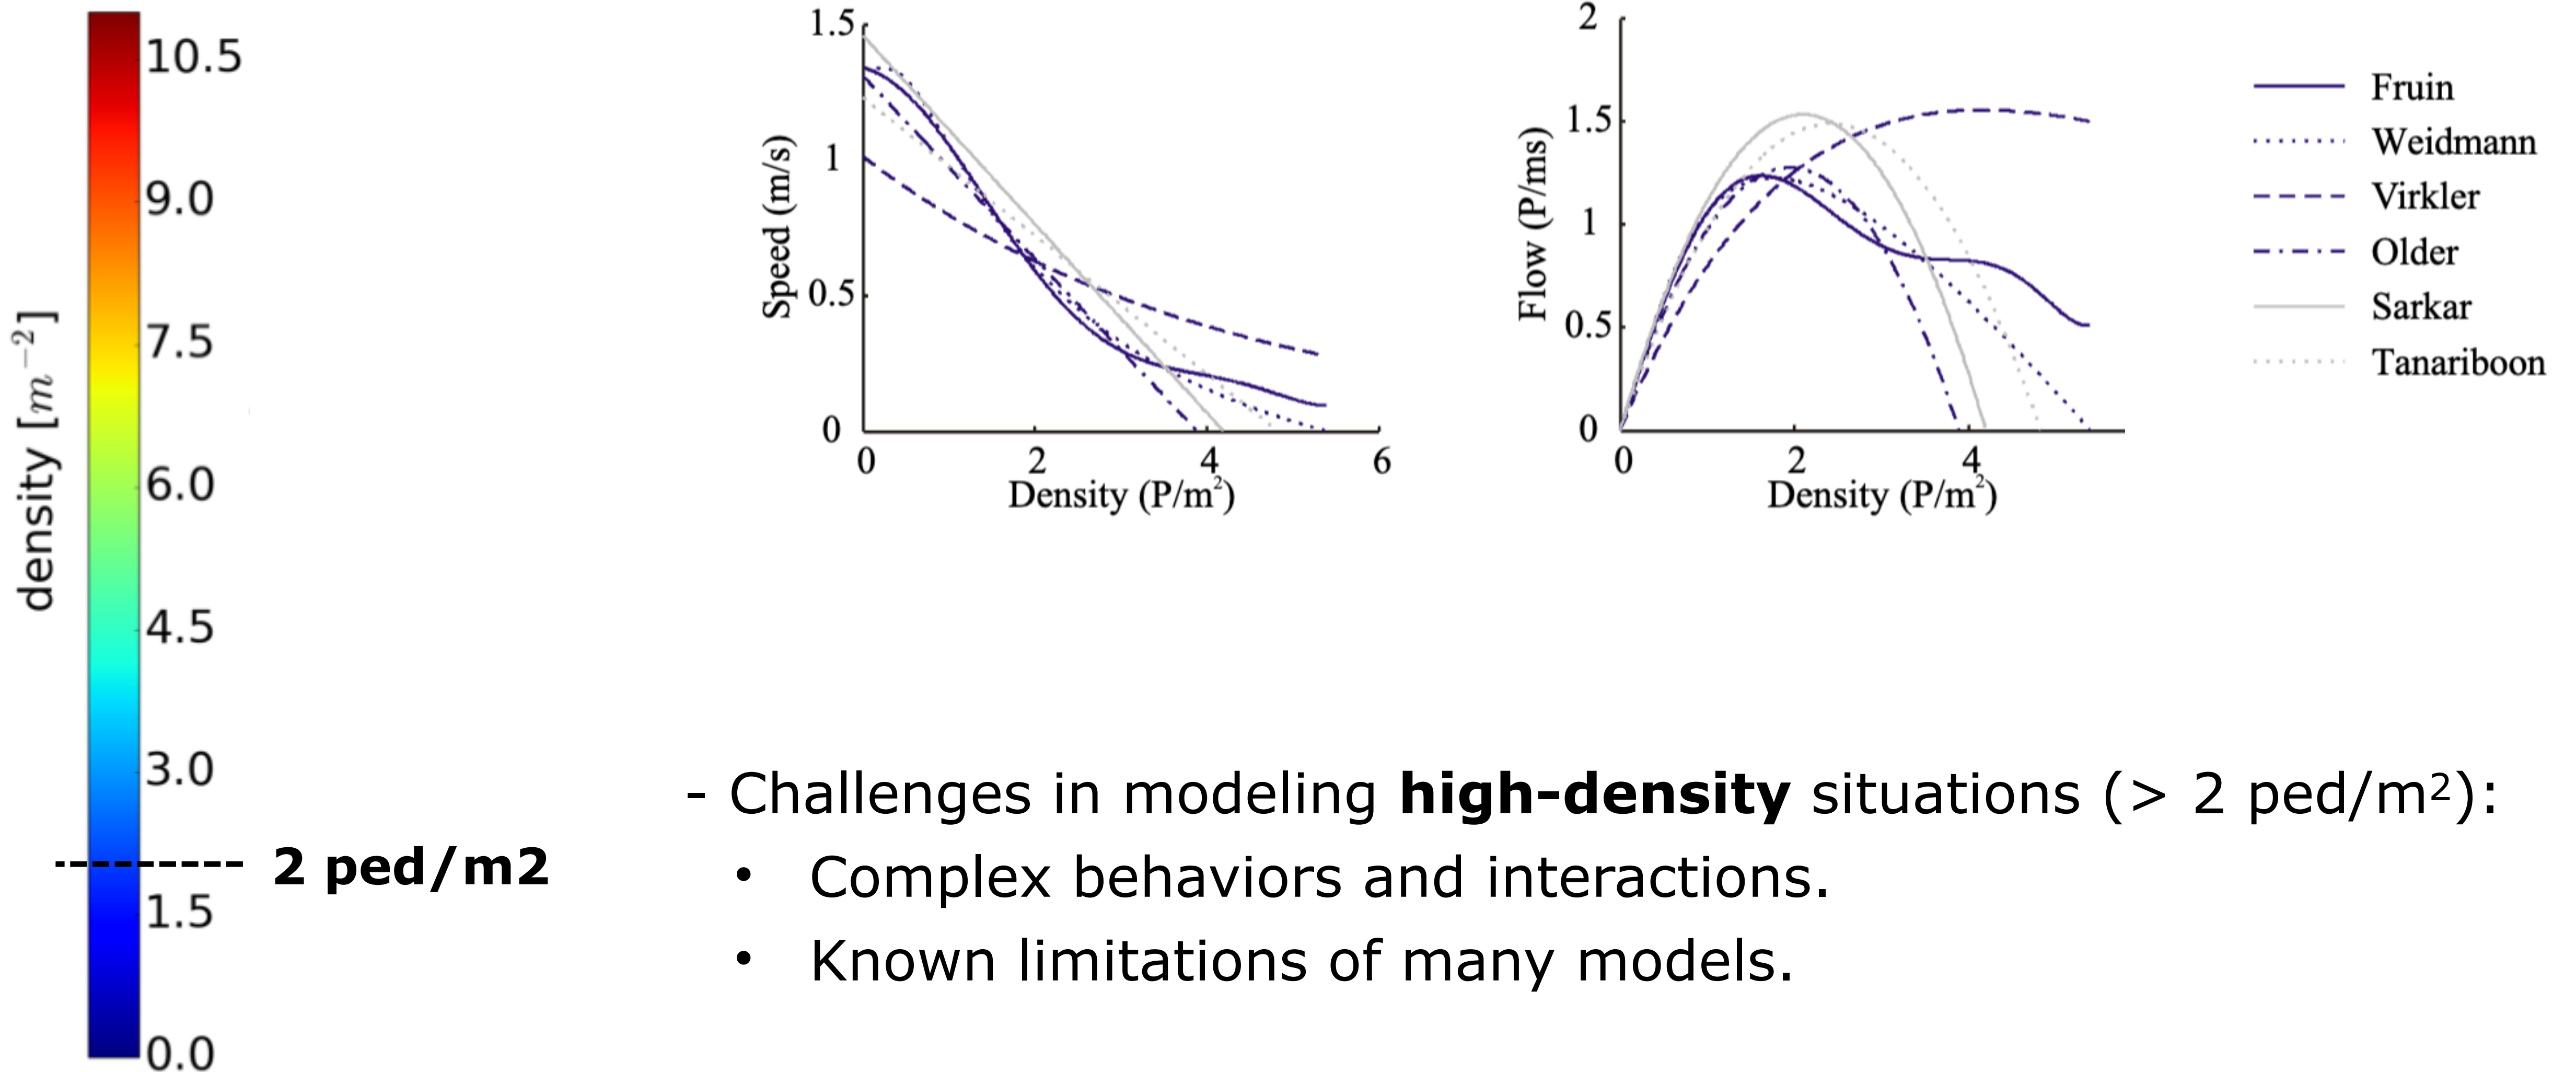 density [m⁻²]
10.5
9.0
7.5
6.0
4.5
3.0
1.5
0.0
2 ped/m2
Speed (m/s)
1.5
1
0.5
0
0 2 4 6
Density (P/m²)
Flow (P/ms)
2
1.5
1
0.5
0
0 2 4
Density (P/m²)
Fruin
Weidmann
Virkler
Older
Sarkar
Tanariboon
- Challenges in modeling high-density situations (> 2 ped/m²):
• Complex behaviors and interactions.
• Known limitations of many models.